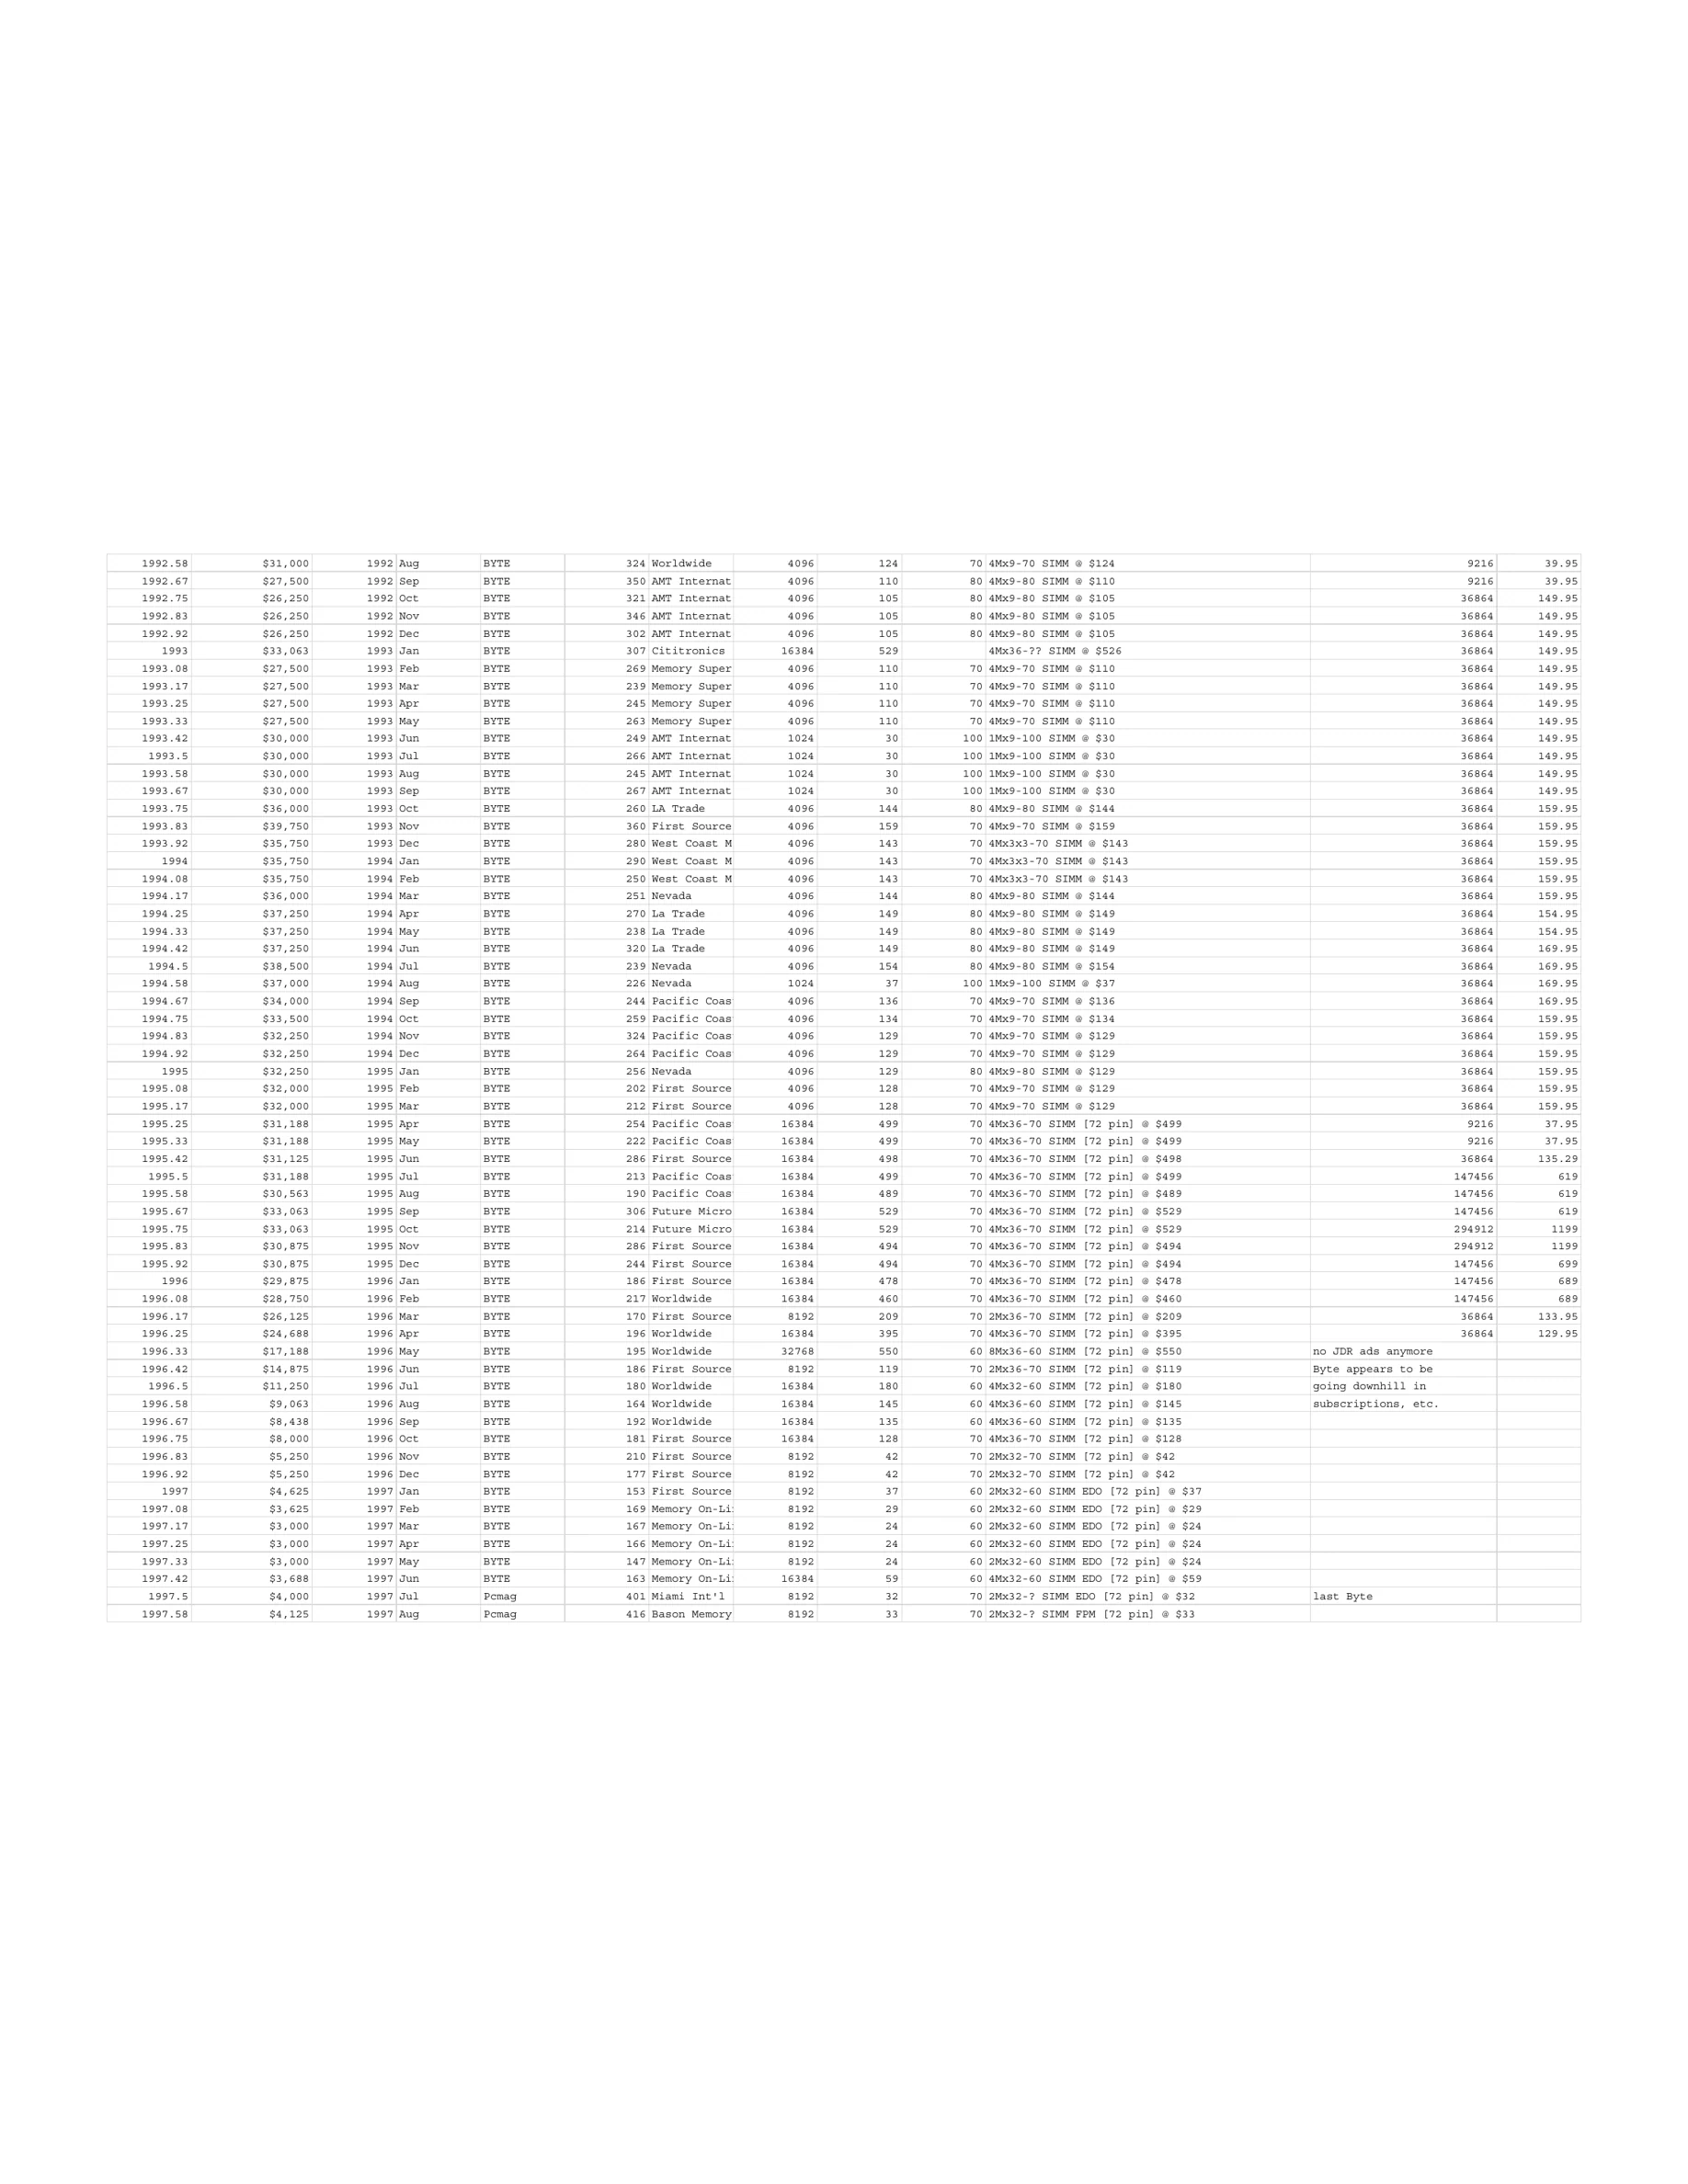 1992.58 $31,000 1992 Aug BYTE 324 Worldwide 4096 124 70 4Mx9-70 SIMM @ $124 9216 39.95
1992.67 $27,500 1992 Sep BYTE 350 AMT Internat 4096 110 80 4Mx9-80 SIMM @ $110 9216 39.95
1992.75 $26,250 1992 Oct BYTE 321 AMT Internat 4096 105 80 4Mx9-80 SIMM @ $105 36864 149.95
1992.83 $26,250 1992 Nov BYTE 346 AMT Internat 4096 105 80 4Mx9-80 SIMM @ $105 36864 149.95
1992.92 $26,250 1992 Dec BYTE 302 AMT Internat 4096 105 80 4Mx9-80 SIMM @ $105 36864 149.95
1993 $33,063 1993 Jan BYTE 307 Cititronics 16384 529 4Mx36-?? SIMM @ $526 36864 149.95
1993.08 $27,500 1993 Feb BYTE 269 Memory Super 4096 110 70 4Mx9-70 SIMM @ $110 36864 149.95
1993.17 $27,500 1993 Mar BYTE 239 Memory Super 4096 110 70 4Mx9-70 SIMM @ $110 36864 149.95
1993.25 $27,500 1993 Apr BYTE 245 Memory Super 4096 110 70 4Mx9-70 SIMM @ $110 36864 149.95
1993.33 $27,500 1993 May BYTE 263 Memory Super 4096 110 70 4Mx9-70 SIMM @ $110 36864 149.95
1993.42 $30,000 1993 Jun BYTE 249 AMT Internat 1024 30 100 1Mx9-100 SIMM @ $30 36864 149.95
1993.5 $30,000 1993 Jul BYTE 266 AMT Internat 1024 30 100 1Mx9-100 SIMM @ $30 36864 149.95
1993.58 $30,000 1993 Aug BYTE 245 AMT Internat 1024 30 100 1Mx9-100 SIMM @ $30 36864 149.95
1993.67 $30,000 1993 Sep BYTE 267 AMT Internat 1024 30 100 1Mx9-100 SIMM @ $30 36864 149.95
1993.75 $36,000 1993 Oct BYTE 260 LA Trade 4096 144 80 4Mx9-80 SIMM @ $144 36864 159.95
1993.83 $39,750 1993 Nov BYTE 360 First Source 4096 159 70 4Mx9-70 SIMM @ $159 36864 159.95
1993.92 $35,750 1993 Dec BYTE 280 West Coast M 4096 143 70 4Mx3x3-70 SIMM @ $143 36864 159.95
1994 $35,750 1994 Jan BYTE 290 West Coast M 4096 143 70 4Mx3x3-70 SIMM @ $143 36864 159.95
1994.08 $35,750 1994 Feb BYTE 250 West Coast M 4096 143 70 4Mx3x3-70 SIMM @ $143 36864 159.95
1994.17 $36,000 1994 Mar BYTE 251 Nevada 4096 144 80 4Mx9-80 SIMM @ $144 36864 159.95
1994.25 $37,250 1994 Apr BYTE 270 La Trade 4096 149 80 4Mx9-80 SIMM @ $149 36864 154.95
1994.33 $37,250 1994 May BYTE 238 La Trade 4096 149 80 4Mx9-80 SIMM @ $149 36864 154.95
1994.42 $37,250 1994 Jun BYTE 320 La Trade 4096 149 80 4Mx9-80 SIMM @ $149 36864 169.95
1994.5 $38,500 1994 Jul BYTE 239 Nevada 4096 154 80 4Mx9-80 SIMM @ $154 36864 169.95
1994.58 $37,000 1994 Aug BYTE 226 Nevada 1024 37 100 1Mx9-100 SIMM @ $37 36864 169.95
1994.67 $34,000 1994 Sep BYTE 244 Pacific Coas 4096 136 70 4Mx9-70 SIMM @ $136 36864 169.95
1994.75 $33,500 1994 Oct BYTE 259 Pacific Coas 4096 134 70 4Mx9-70 SIMM @ $134 36864 159.95
1994.83 $32,250 1994 Nov BYTE 324 Pacific Coas 4096 129 70 4Mx9-70 SIMM @ $129 36864 159.95
1994.92 $32,250 1994 Dec BYTE 264 Pacific Coas 4096 129 70 4Mx9-70 SIMM @ $129 36864 159.95
1995 $32,250 1995 Jan BYTE 256 Nevada 4096 129 80 4Mx9-80 SIMM @ $129 36864 159.95
1995.08 $32,000 1995 Feb BYTE 202 First Source 4096 128 70 4Mx9-70 SIMM @ $129 36864 159.95
1995.17 $32,000 1995 Mar BYTE 212 First Source 4096 128 70 4Mx9-70 SIMM @ $129 36864 159.95
1995.25 $31,188 1995 Apr BYTE 254 Pacific Coas 16384 499 70 4Mx36-70 SIMM [72 pin] @ $499 9216 37.95
1995.33 $31,188 1995 May BYTE 222 Pacific Coas 16384 499 70 4Mx36-70 SIMM [72 pin] @ $499 9216 37.95
1995.42 $31,125 1995 Jun BYTE 286 First Source 16384 498 70 4Mx36-70 SIMM [72 pin] @ $498 36864 135.29
1995.5 $31,188 1995 Jul BYTE 213 Pacific Coas 16384 499 70 4Mx36-70 SIMM [72 pin] @ $499 147456 619
1995.58 $30,563 1995 Aug BYTE 190 Pacific Coas 16384 489 70 4Mx36-70 SIMM [72 pin] @ $489 147456 619
1995.67 $33,063 1995 Sep BYTE 306 Future Micro 16384 529 70 4Mx36-70 SIMM [72 pin] @ $529 147456 619
1995.75 $33,063 1995 Oct BYTE 214 Future Micro 16384 529 70 4Mx36-70 SIMM [72 pin] @ $529 294912 1199
1995.83 $30,875 1995 Nov BYTE 286 First Source 16384 494 70 4Mx36-70 SIMM [72 pin] @ $494 294912 1199
1995.92 $30,875 1995 Dec BYTE 244 First Source 16384 494 70 4Mx36-70 SIMM [72 pin] @ $494 147456 699
1996 $29,875 1996 Jan BYTE 186 First Source 16384 478 70 4Mx36-70 SIMM [72 pin] @ $478 147456 689
1996.08 $28,750 1996 Feb BYTE 217 Worldwide 16384 460 70 4Mx36-70 SIMM [72 pin] @ $460 147456 689
1996.17 $26,125 1996 Mar BYTE 170 First Source 8192 209 70 2Mx36-70 SIMM [72 pin] @ $209 36864 133.95
1996.25 $24,688 1996 Apr BYTE 196 Worldwide 16384 395 70 4Mx36-70 SIMM [72 pin] @ $395 36864 129.95
1996.33 $17,188 1996 May BYTE 195 Worldwide 32768 550 60 8Mx36-60 SIMM [72 pin] @ $550 no JDR ads anymore
1996.42 $14,875 1996 Jun BYTE 186 First Source 8192 119 70 2Mx36-70 SIMM [72 pin] @ $119 Byte appears to be
1996.5 $11,250 1996 Jul BYTE 180 Worldwide 16384 180 60 4Mx32-60 SIMM [72 pin] @ $180 going downhill in
1996.58 $9,063 1996 Aug BYTE 164 Worldwide 16384 145 60 4Mx36-60 SIMM [72 pin] @ $145 subscriptions, etc.
1996.67 $8,438 1996 Sep BYTE 192 Worldwide 16384 135 60 4Mx36-60 SIMM [72 pin] @ $135
1996.75 $8,000 1996 Oct BYTE 181 First Source 16384 128 70 4Mx36-70 SIMM [72 pin] @ $128
1996.83 $5,250 1996 Nov BYTE 210 First Source 8192 42 70 2Mx32-70 SIMM [72 pin] @ $42
1996.92 $5,250 1996 Dec BYTE 177 First Source 8192 42 70 2Mx32-70 SIMM [72 pin] @ $42
1997 $4,625 1997 Jan BYTE 153 First Source 8192 37 60 2Mx32-60 SIMM EDO [72 pin] @ $37
1997.08 $3,625 1997 Feb BYTE 169 Memory On-Li 8192 29 60 2Mx32-60 SIMM EDO [72 pin] @ $29
1997.17 $3,000 1997 Mar BYTE 167 Memory On-Li 8192 24 60 2Mx32-60 SIMM EDO [72 pin] @ $24
1997.25 $3,000 1997 Apr BYTE 166 Memory On-Li 8192 24 60 2Mx32-60 SIMM EDO [72 pin] @ $24
1997.33 $3,000 1997 May BYTE 147 Memory On-Li 8192 24 60 2Mx32-60 SIMM EDO [72 pin] @ $24
1997.42 $3,688 1997 Jun BYTE 163 Memory On-Li 16384 59 60 4Mx32-60 SIMM EDO [72 pin] @ $59
1997.5 $4,000 1997 Jul Pcmag 401 Miami Int'l 8192 32 70 2Mx32-? SIMM EDO [72 pin] @ $32 last Byte
1997.58 $4,125 1997 Aug Pcmag 416 Bason Memory 8192 33 70 2Mx32-? SIMM FPM [72 pin] @ $33